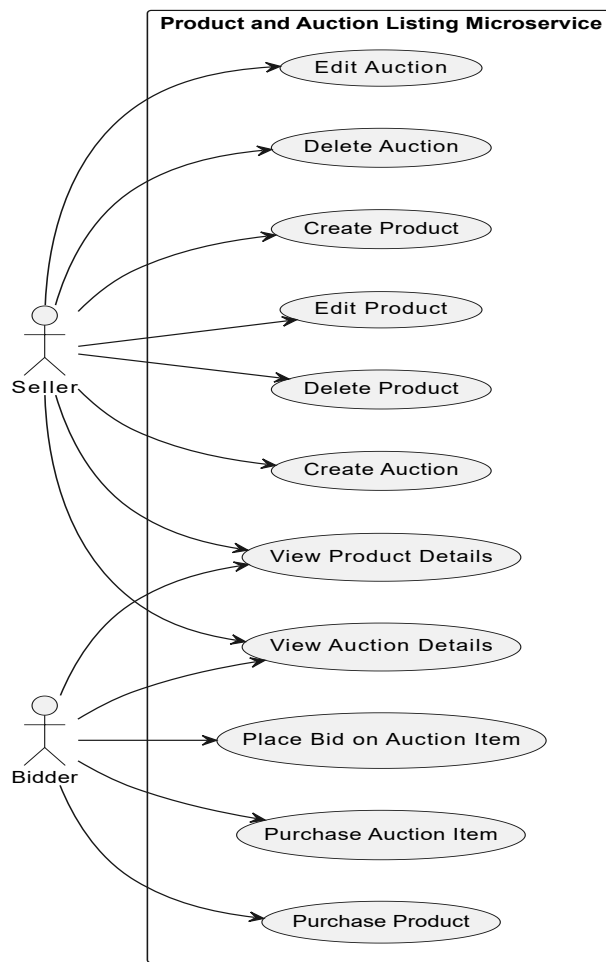 Product and Auction Listing Microservice
Edit Auction
Delete Auction
Create Product
Edit Product
Seller
Delete Product
Create Auction
View Product Details
View Auction Details
Place Bid on Auction Item
Bidder
Purchase Auction Item
Purchase Product